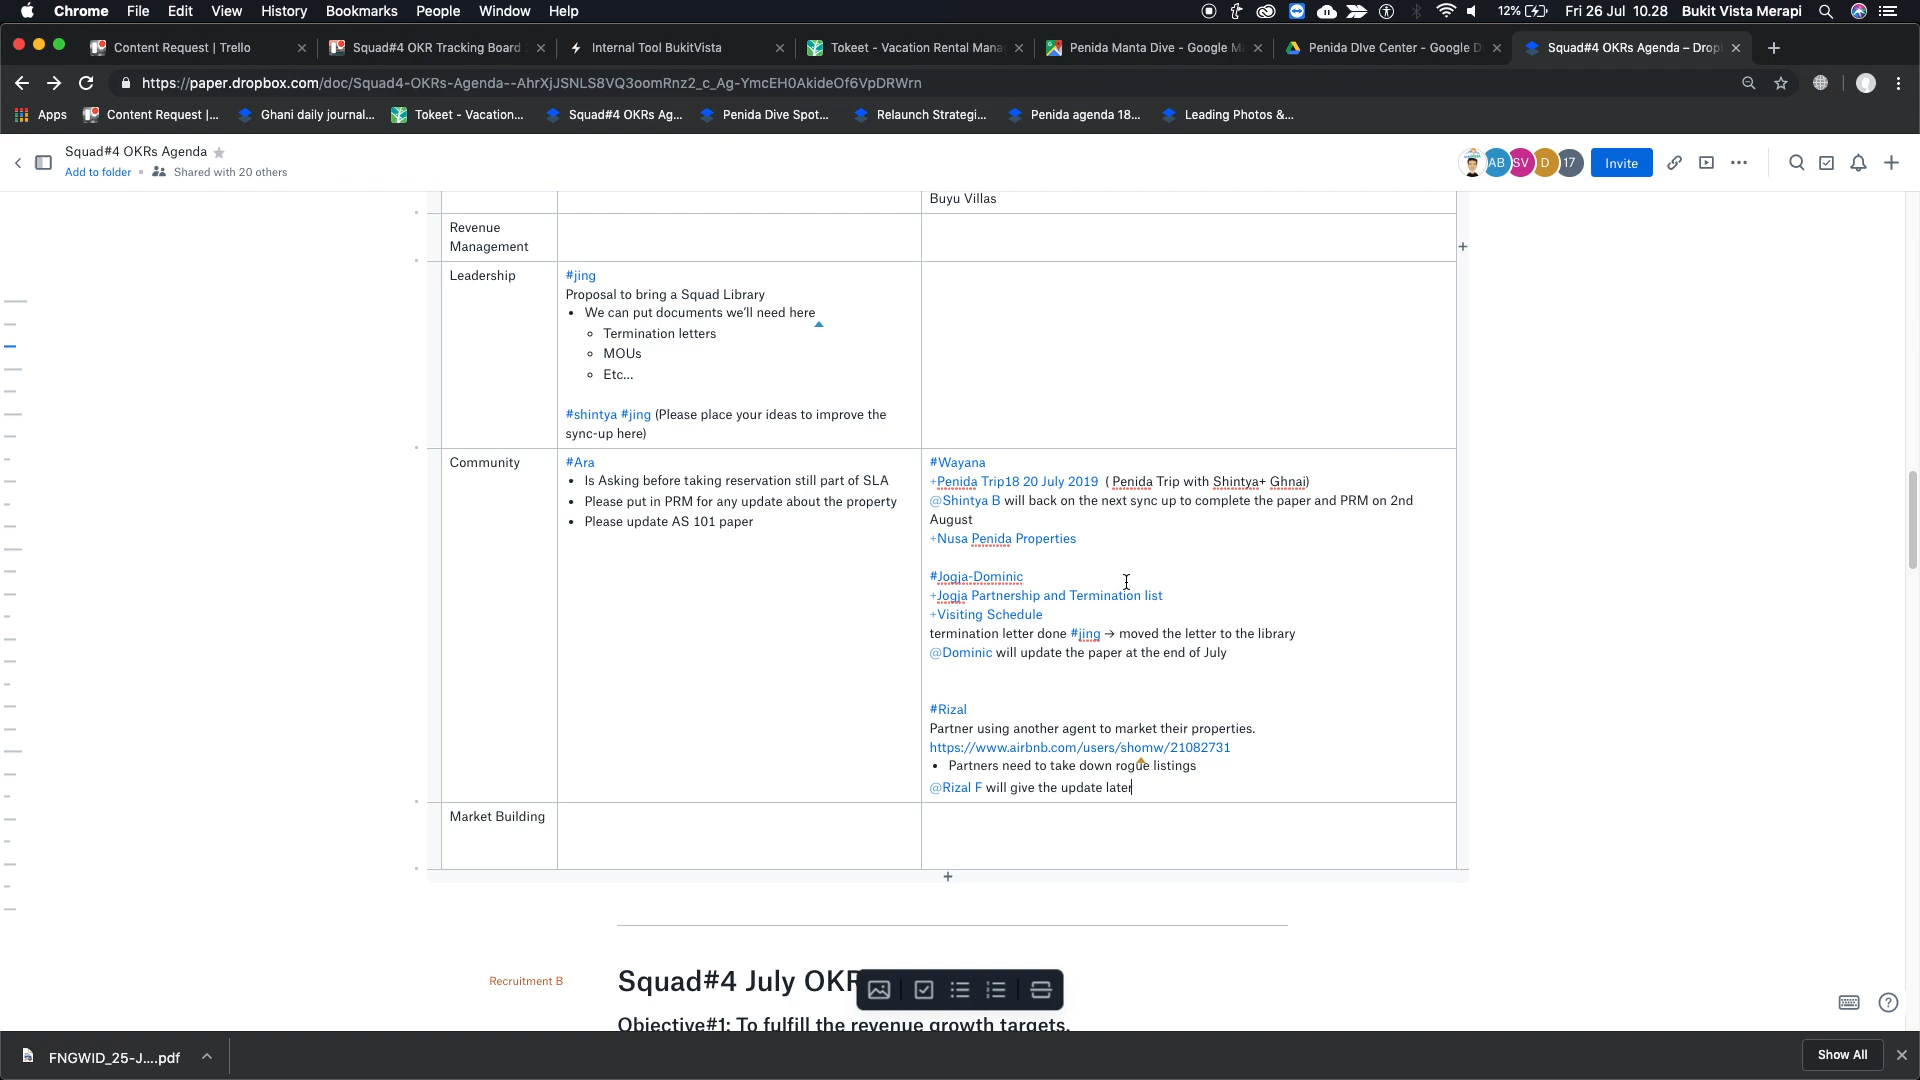 Chrome File Edit View History Bookmarks People Window Help 12% Fri 26 Jul 10.28 Bukit Vista Merapi
Content Request | Trello
Squad#4 OKR Tracking Board
Internal Tool BukitVista
Tokeet - Vacation Rental Mana
Penida Manta Dive - Google M
Penida DIve Center - Google D
Squad#4 OKRs Agenda – Drop
https://paper.dropbox.com/doc/Squad4-OKRs-Agenda--AhrXjJSNLS8VQ3oomRnz2_c_Ag-YmcEH0AkideOf6VpDRWrn
Apps Content Request |... Ghani daily journal... Tokeet - Vacation... Squad#4 OKRs Ag... Penida Dive Spot... Relaunch Strategi... Penida agenda 18... Leading Photos &...
Squad#4 OKRs Agenda
Add to folder Shared with 20 others
AB SV D 17 Invite
Buyu Villas
Revenue
Management
Leadership
#jing
Proposal to bring a Squad Library
• We can put documents we'll need here
Termination letters
MOUs
Etc...
#shintya #jing (Please place your ideas to improve the
sync-up here)
Community
#Ara
• Is Asking before taking reservation still part of SLA
• Please put in PRM for any update about the property
• Please update AS 101 paper
#Wayana
+Penida Trip18 20 July 2019 ( Penida Trip with Shintya+ Ghnai)
@Shintya B will back on the next sync up to complete the paper and PRM on 2nd
August
+Nusa Penida Properties
#Jogja-Dominic
+Jogja Partnership and Termination list
+Visiting Schedule
termination letter done #jing → moved the letter to the library
@Dominic will update the paper at the end of July
#Rizal
Partner using another agent to market their properties.
https://www.airbnb.com/users/shomw/21082731
• Partners need to take down rogue listings
@Rizal F will give the update later
Market Building
Recruitment B
Squad#4 July OKR
Objective#1: To fulfill the revenue growth targets.
FNGWID_25-J....pdf
Show All